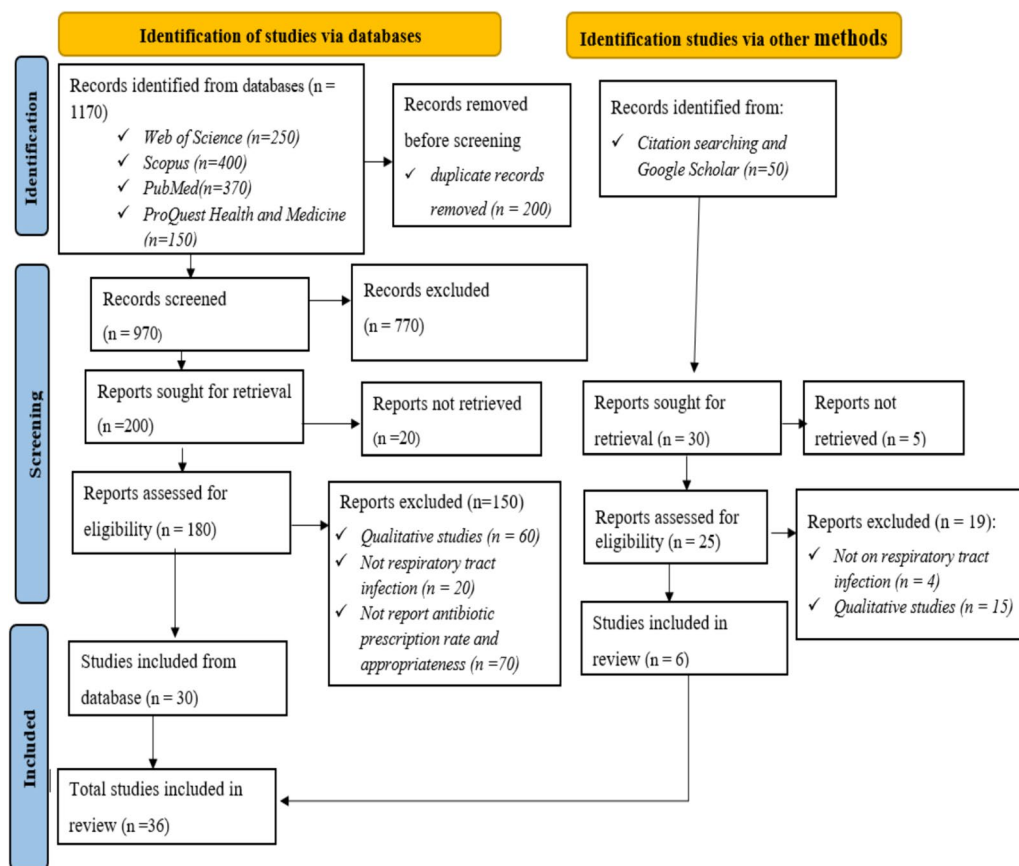 Identification of studies via databases
Identification studies via other methods
Identification
Records identified from databases (n =
1170)
✓ Web of Science (n=250)
✓ Scopus (n=400)
✓ PubMed(n=370)
✓ ProQuest Health and Medicine
(n=150)
Records removed
before screening
✓ duplicate records
removed (n = 200)
Records identified from:
✓ Citation searching and
Google Scholar (n=50)
Screening
Records screened
(n = 970)
Records excluded
(n = 770)
Reports sought for retrieval
(n =200)
Reports not retrieved
(n =20)
Reports sought for
retrieval (n = 30)
Reports not
retrieved (n = 5)
Reports assessed for
eligibility (n = 180)
Reports excluded (n=150)
✓ Qualitative studies (n = 60)
✓ Not respiratory tract
infection (n = 20)
✓ Not report antibiotic
prescription rate and
appropriateness (n =70)
Reports assessed for
eligibility (n = 25)
Reports excluded (n = 19):
✓ Not on respiratory tract
infection (n = 4)
✓ Qualitative studies (n = 15)
Included
Studies included from
database (n = 30)
Studies included in
review (n = 6)
Total studies included in
review (n =36)